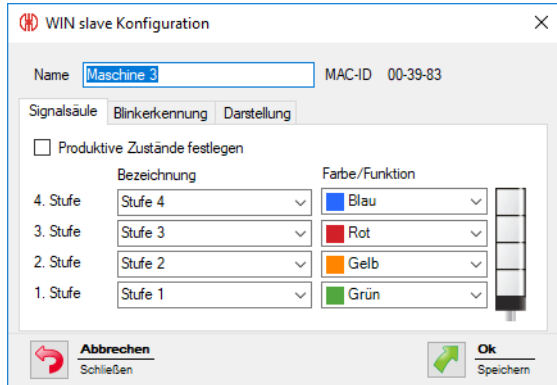 WIN slave Konfiguration
Name Maschine 3 MAC-ID 00-39-83
Signalsäule Blinkerkennung Darstellung
Produktive Zustände festlegen
Bezeichnung Farbe/Funktion
4. Stufe Stufe 4 Blau
3. Stufe Stufe 3 Rot
2. Stufe Stufe 2 Gelb
1. Stufe Stufe 1 Grün
Abbrechen Ok
Schließen Speichern